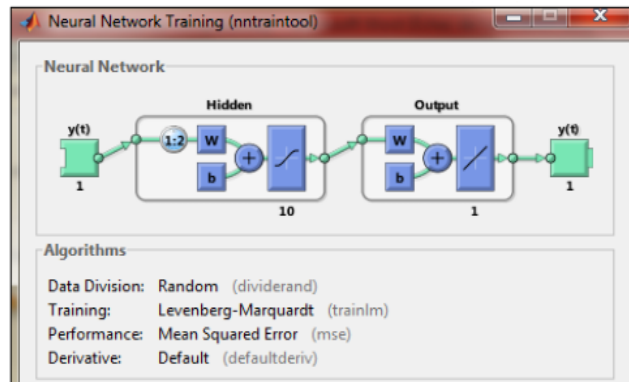 Neural Network Training (nntraintool)
Neural Network
Hidden
Output
y(t)
1:2
W
b
W
b
y(t)
1
10
1
1
Algorithms
Data Division: Random (dividerand)
Training: Levenberg-Marquardt (trainlm)
Performance: Mean Squared Error (mse)
Derivative: Default (defaultderiv)